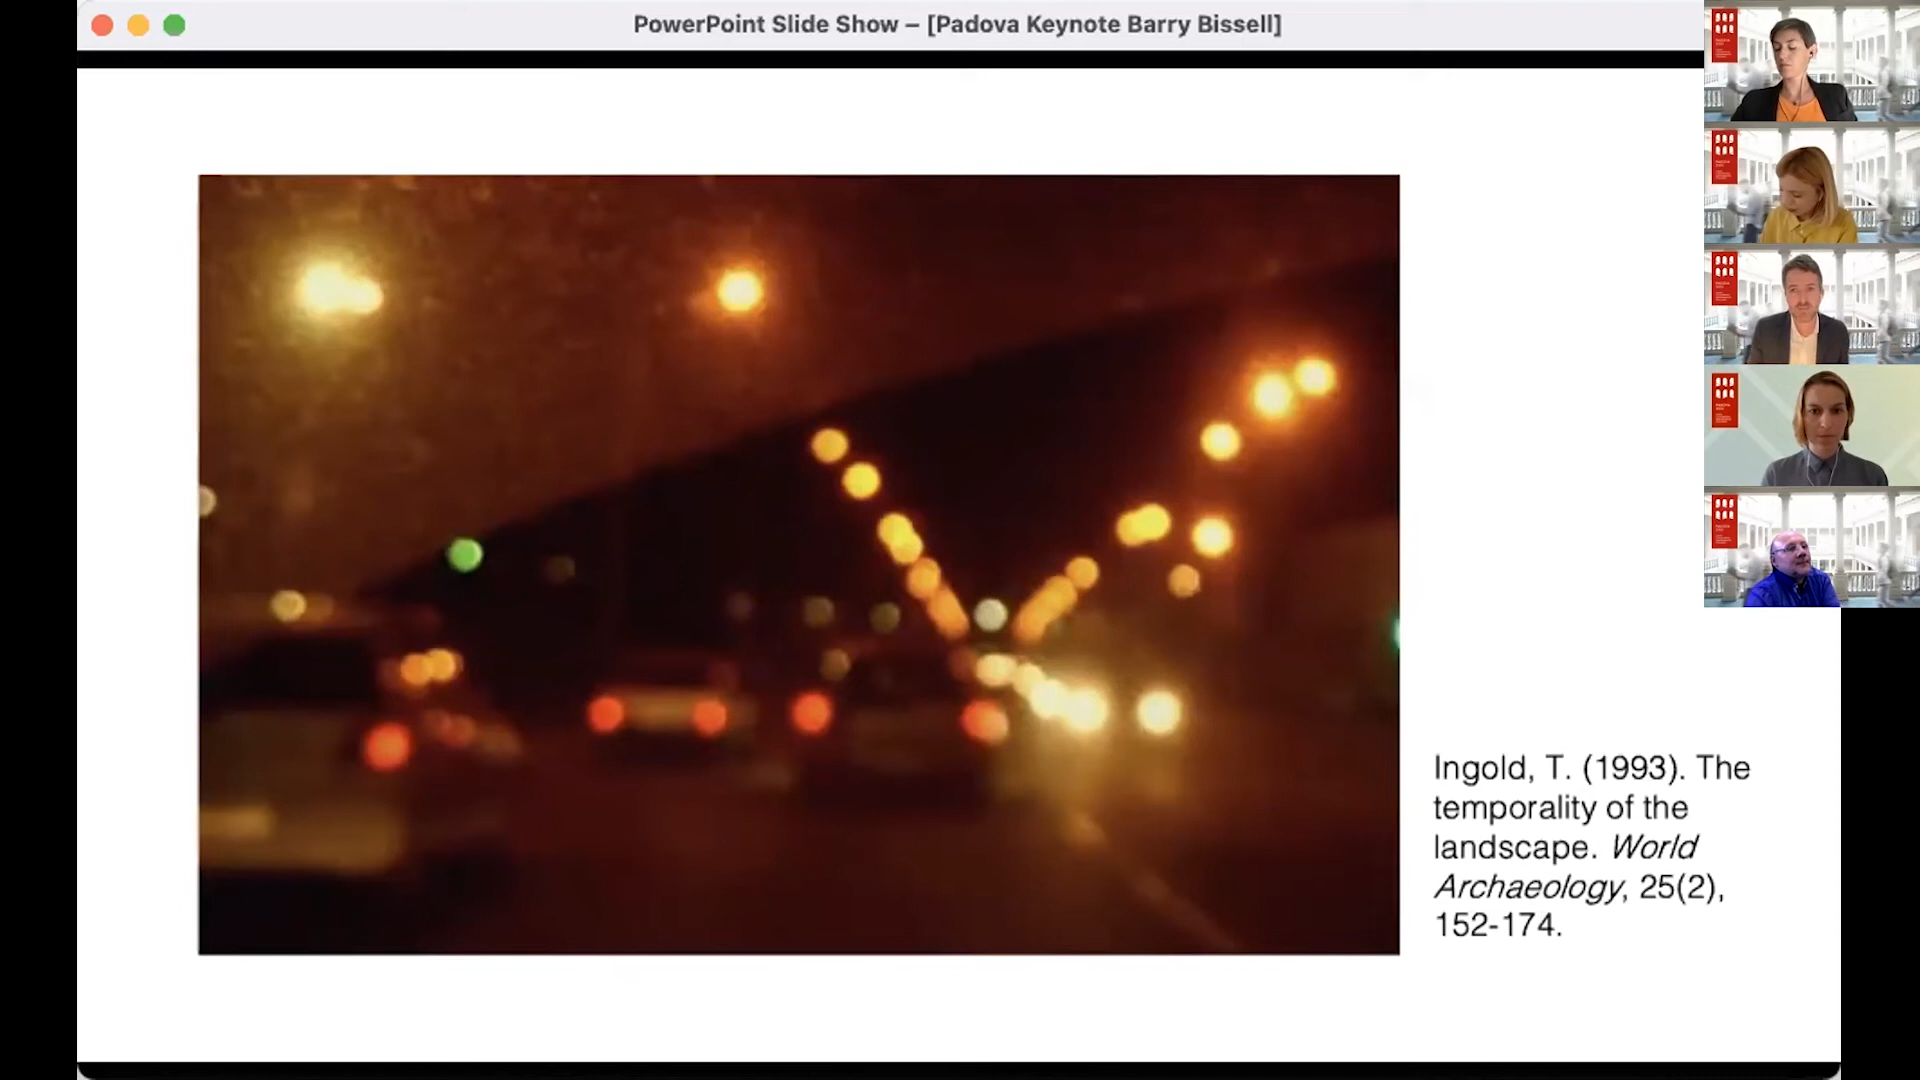 PowerPoint Slide Show – [Padova Keynote Barry Bissell]
Ingold, T. (1993). The
temporality of the
landscape. World
Archaeology, 25(2),
152-174.